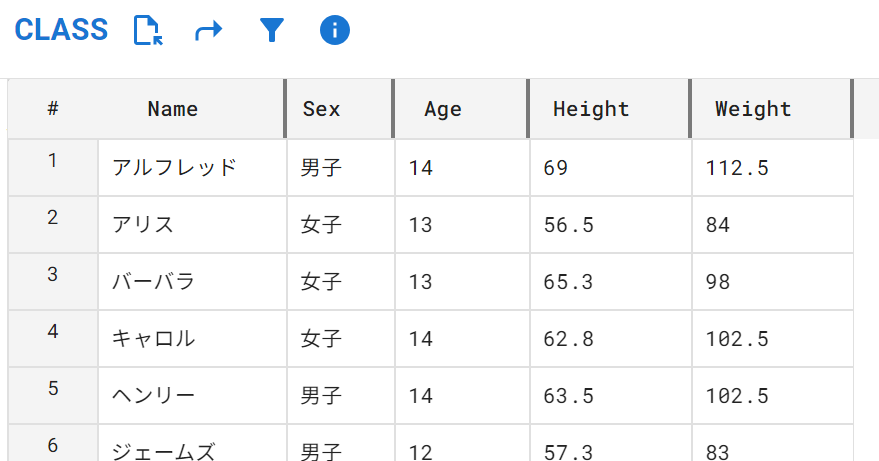 CLASS
# Name Sex Age Height Weight
1 アルフレッド 男子 14 69 112.5
2 アリス 女子 13 56.5 84
3 バーバラ 女子 13 65.3 98
4 キャロル 女子 14 62.8 102.5
5 ヘンリー 男子 14 63.5 102.5
6 ジェームズ 男子 12 57.3 83